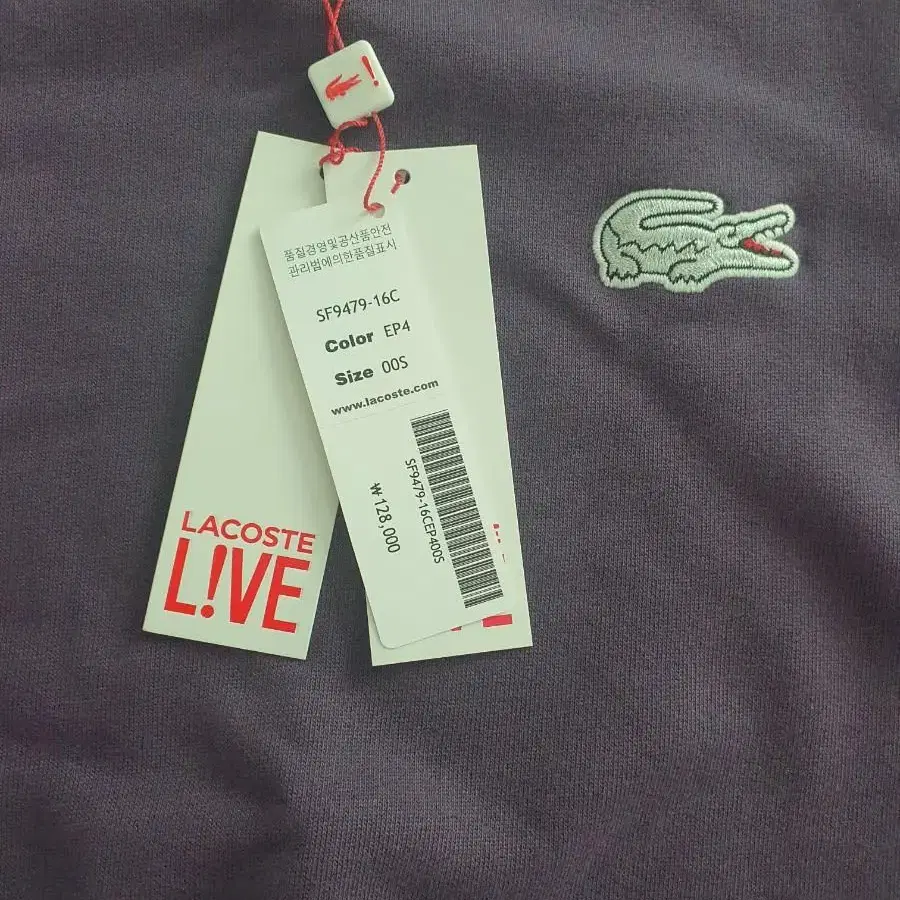 품질경영및공산품안전
관리법에의한품질표시
SF9479-16C
Color EP4
Size 00S
www.lacoste.com
SF9479-16CEP400S
₩128,000
LACOSTE
L!VE